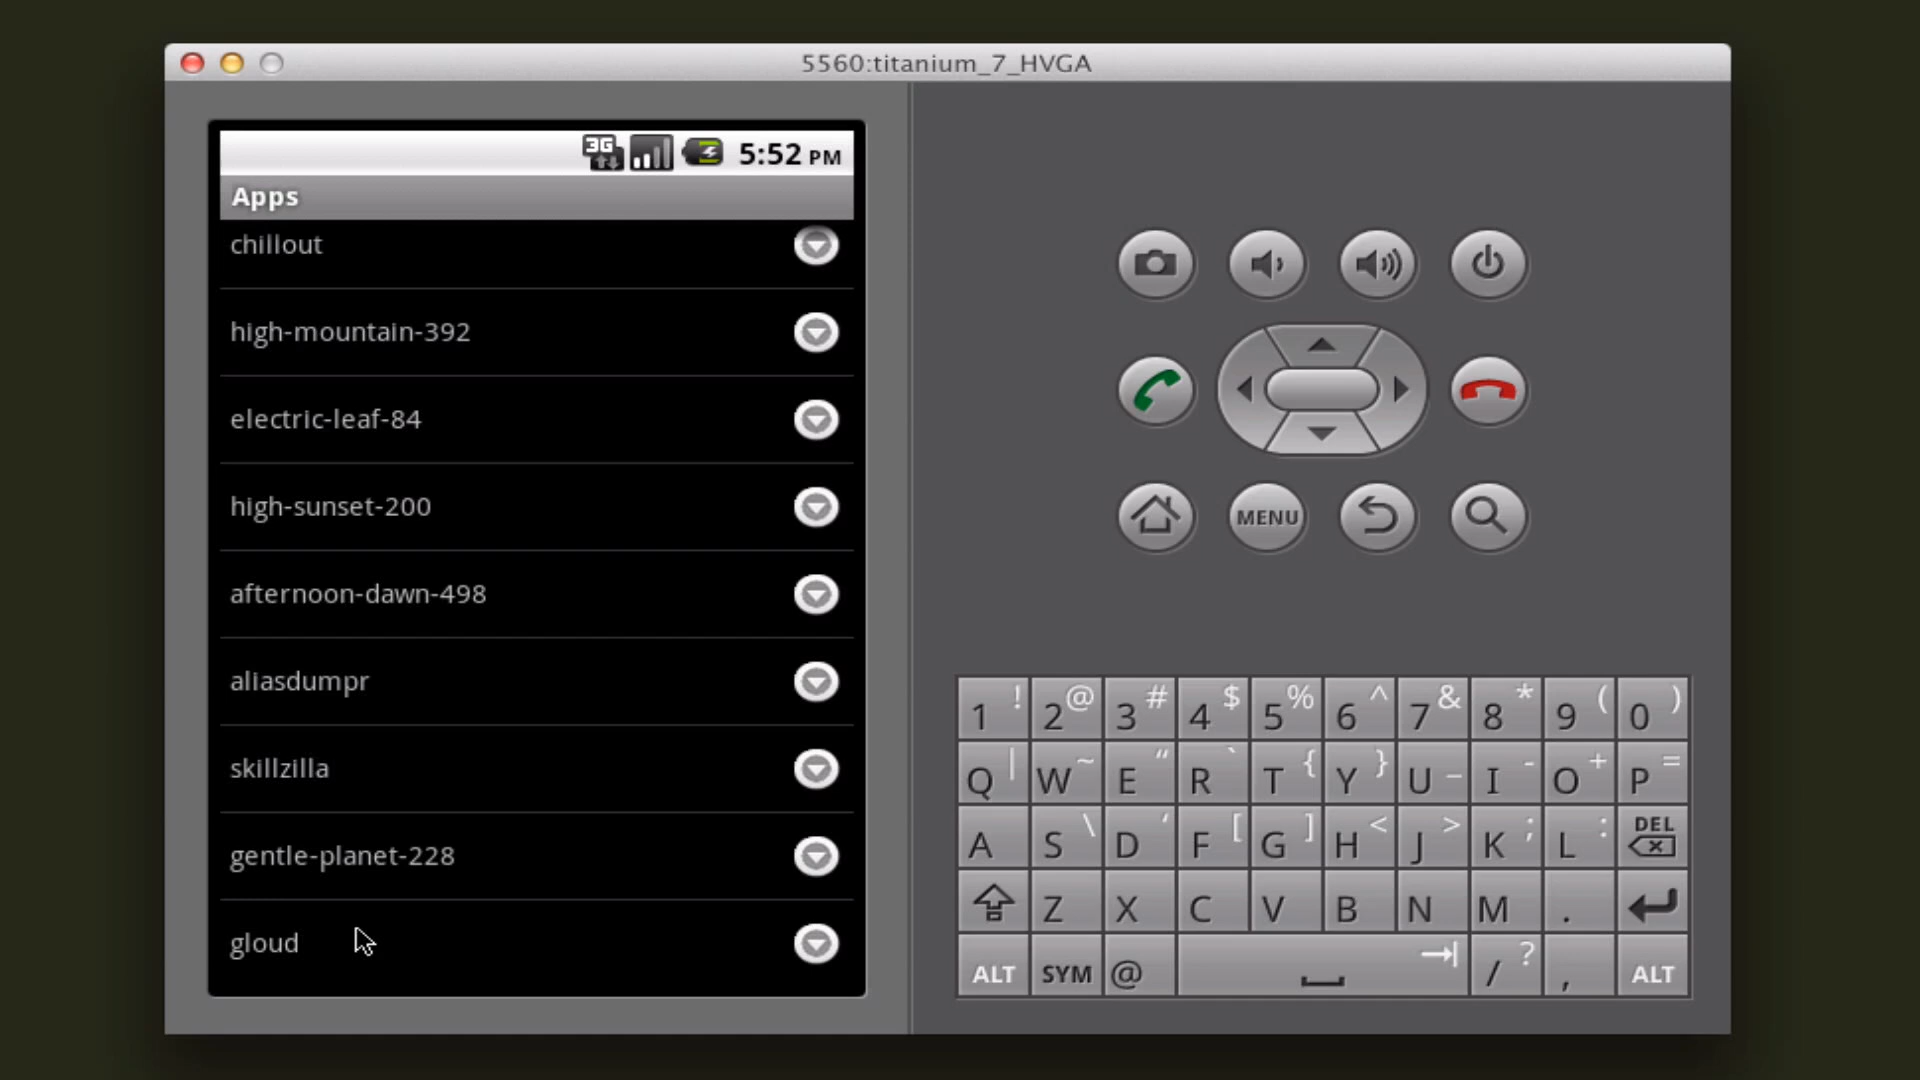 5560:titanium_7_HVGA
3G 5:52 PM
Apps
chillout
high-mountain-392
electric-leaf-84
high-sunset-200
afternoon-dawn-498
aliasdumpr
skillzilla
gentle-planet-228
gloud
MENU
1 ! 2 @ 3 # 4 $ 5 % 6 ^ 7 & 8 * 9 ( 0 )
Q | W ~ E “ R ` T { Y } U _ I - O + P =
A S \ D ‘ F [ G ] H < J > K ; L : DEL
Z X C V B N M .
ALT SYM @ / ? , ALT